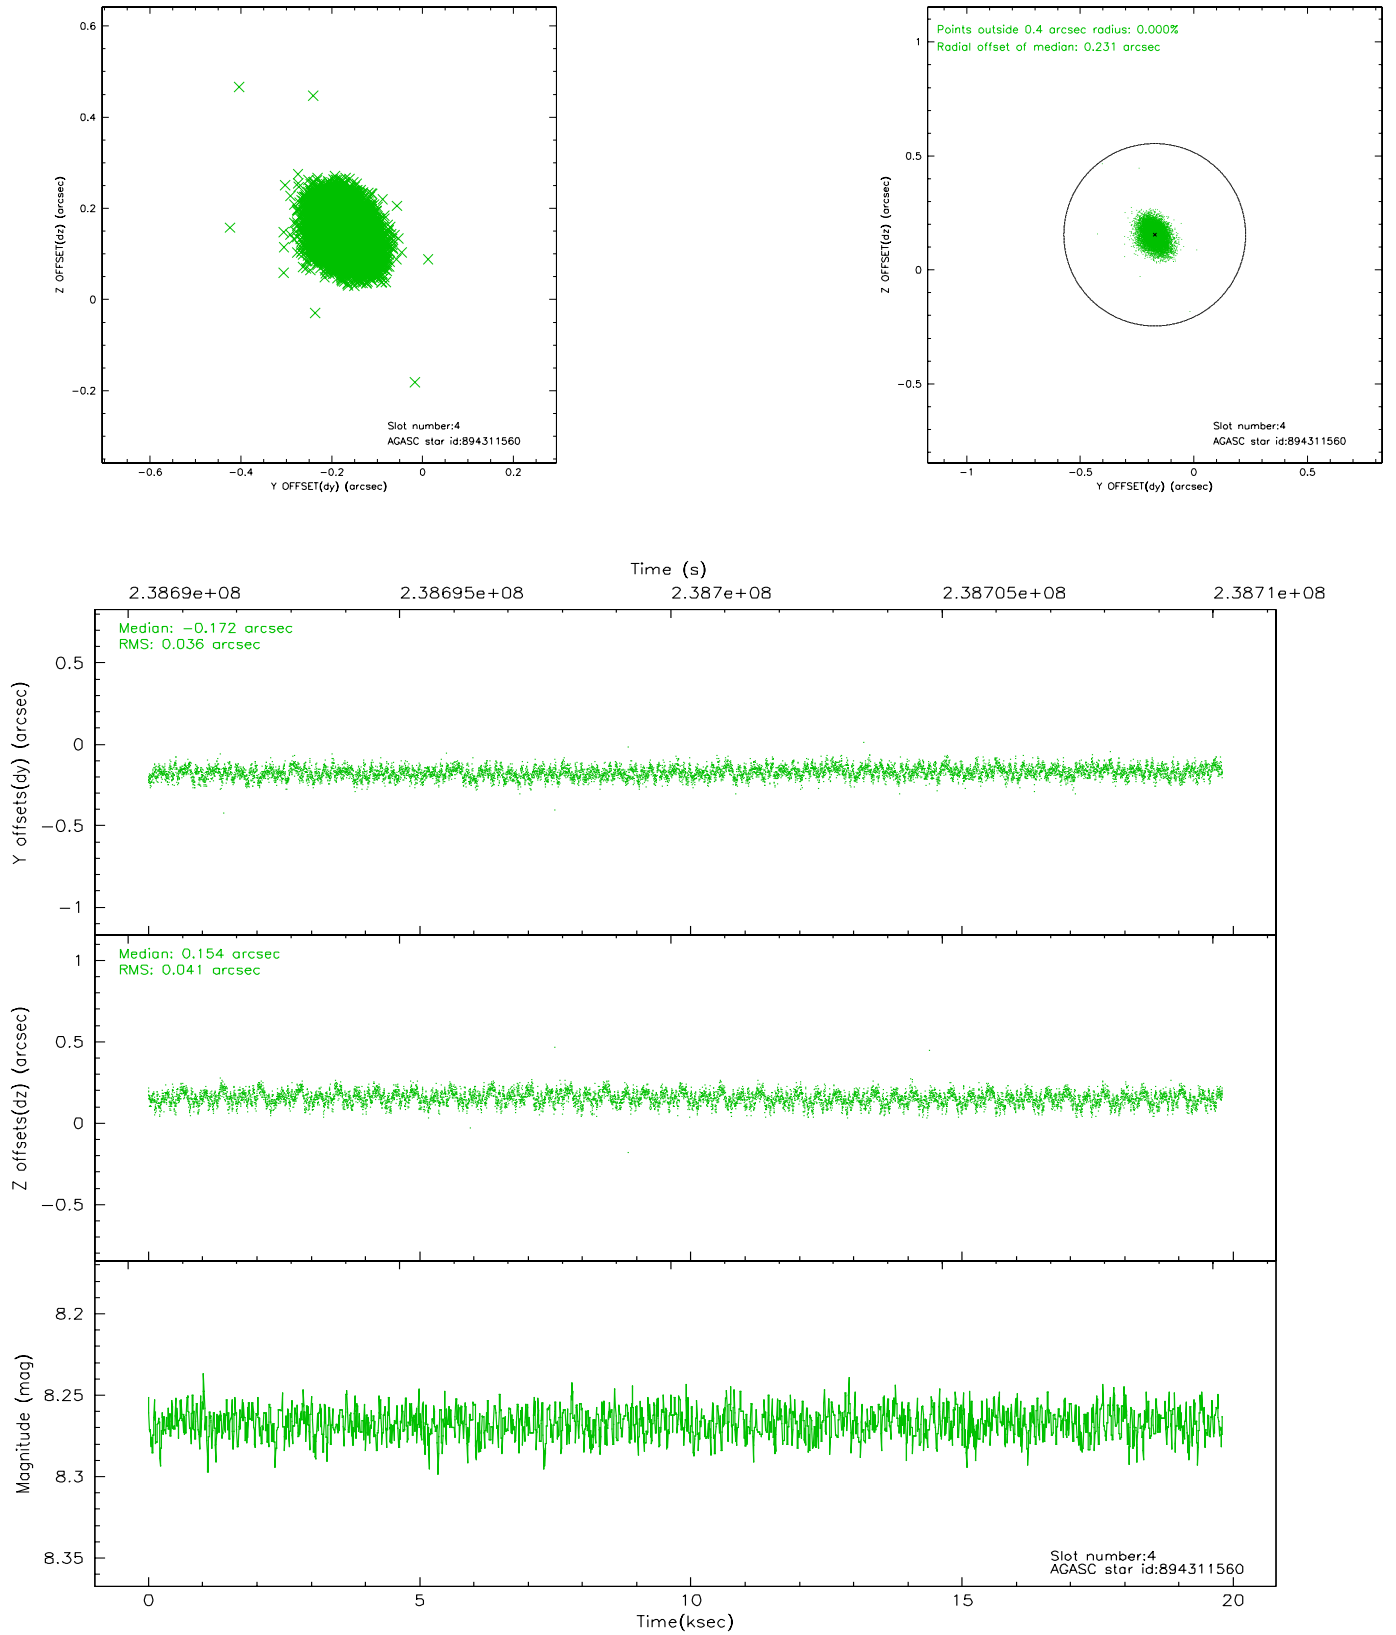 0.6
0.4
0.2
0
−0.2
Z OFFSET(dz) (arcsec)
Slot number:4
AGASC star id:894311560
−0.6 −0.4 −0.2 0 0.2
Y OFFSET(dy) (arcsec)
Points outside 0.4 arcsec radius: 0.000%
Radial offset of median: 0.231 arcsec
1
0.5
0
−0.5
Z OFFSET(dz) (arcsec)
Slot number:4
AGASC star id:894311560
−1 −0.5 0 0.5
Y OFFSET(dy) (arcsec)
Time (s)
2.3869e+08 2.38695e+08 2.387e+08 2.38705e+08 2.3871e+08
Median: −0.172 arcsec
RMS: 0.036 arcsec
0.5
0
−0.5
−1
Y offsets(dy) (arcsec)
Median: 0.154 arcsec
RMS: 0.041 arcsec
1
0.5
0
−0.5
Z offsets(dz) (arcsec)
8.2
8.25
8.3
8.35
Magnitude (mag)
Slot number:4
AGASC star id:894311560
0 5 10 15 20
Time(ksec)